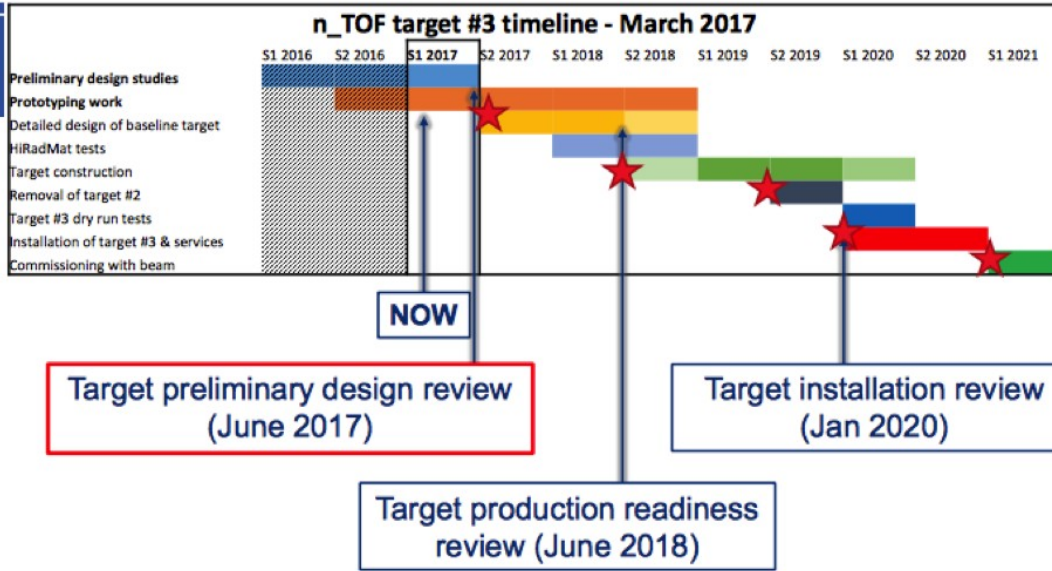 n_TOF target #3 timeline - March 2017
S1 2016 S2 2016 S1 2017 S2 2017 S1 2018 S2 2018 S1 2019 S2 2019 S1 2020 S2 2020 S1 2021
Preliminary design studies
Prototyping work
Detailed design of baseline target
HiRadMat tests
Target construction
Removal of target #2
Target #3 dry run tests
Installation of target #3 & services
Commissioning with beam
NOW
Target preliminary design review
(June 2017)
Target installation review
(Jan 2020)
Target production readiness
review (June 2018)